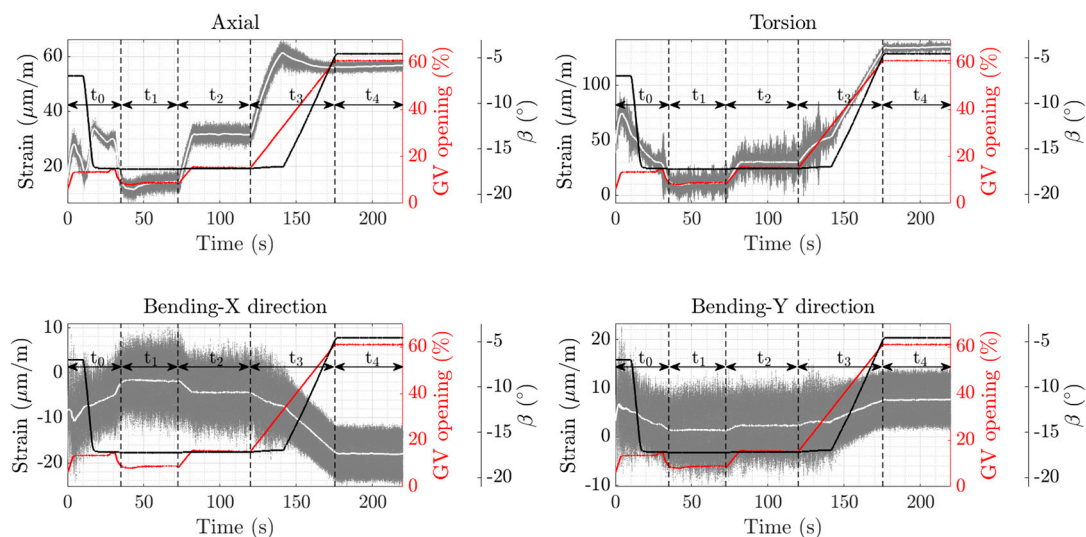 Axial
60
40
20
Strain (μm/m)
t₀ t₁ t₂ t₃ t₄
0 50 100 150 200
Time (s)
60
40
20
0
GV opening (%)
-5
-10
-15
-20
β (°)
Torsion
100
50
0
Strain (μm/m)
t₀ t₁ t₂ t₃ t₄
0 50 100 150 200
Time (s)
60
40
20
0
GV opening (%)
-5
-10
-15
-20
β (°)
Bending-X direction
10
0
-10
-20
Strain (μm/m)
t₀ t₁ t₂ t₃ t₄
0 50 100 150 200
Time (s)
60
40
20
0
GV opening (%)
-5
-10
-15
-20
β (°)
Bending-Y direction
20
10
0
-10
Strain (μm/m)
t₀ t₁ t₂ t₃ t₄
0 50 100 150 200
Time (s)
60
40
20
0
GV opening (%)
-5
-10
-15
-20
β (°)